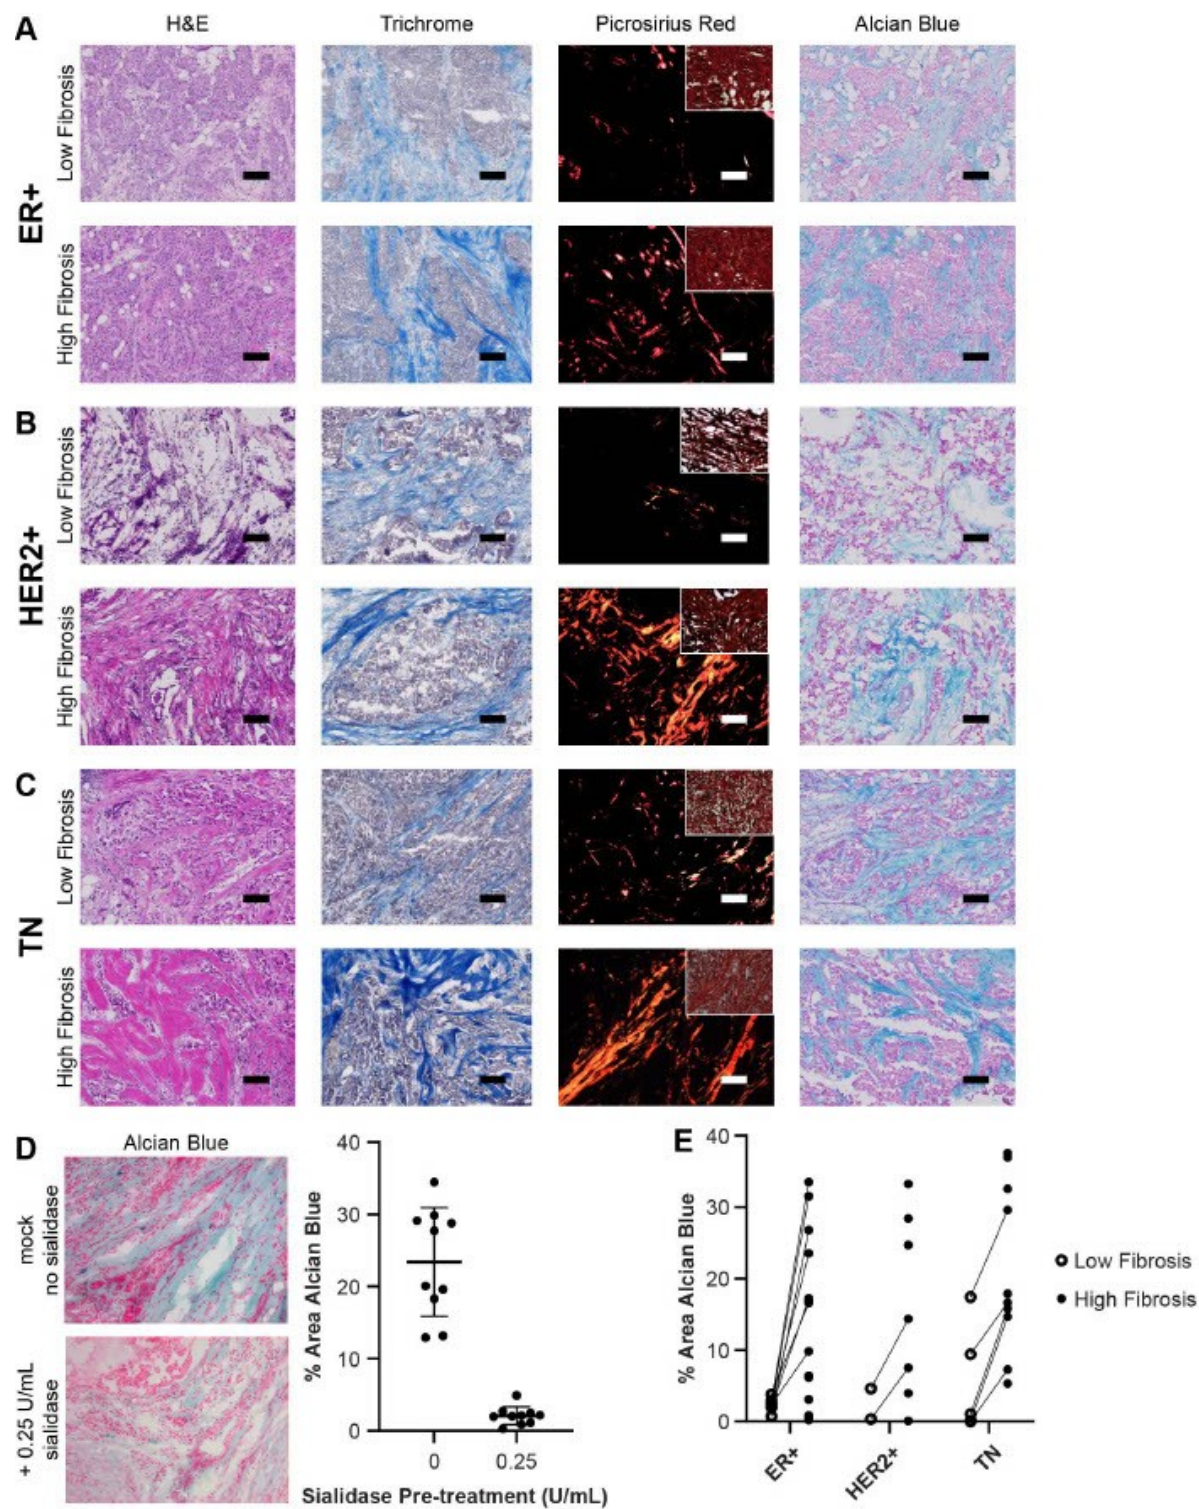 A
H&E
Trichrome
Picrosirius Red
Alcian Blue
ER+
Low Fibrosis
High Fibrosis
B
HER2+
Low Fibrosis
High Fibrosis
C
TN
Low Fibrosis
High Fibrosis
D
Alcian Blue
mock
no sialidase
+ 0.25 U/mL
sialidase
% Area Alcian Blue
40
30
20
10
0
0
0.25
Sialidase Pre-treatment (U/mL)
E
% Area Alcian Blue
40
30
20
10
0
ER+
HER2+
TN
Low Fibrosis
High Fibrosis